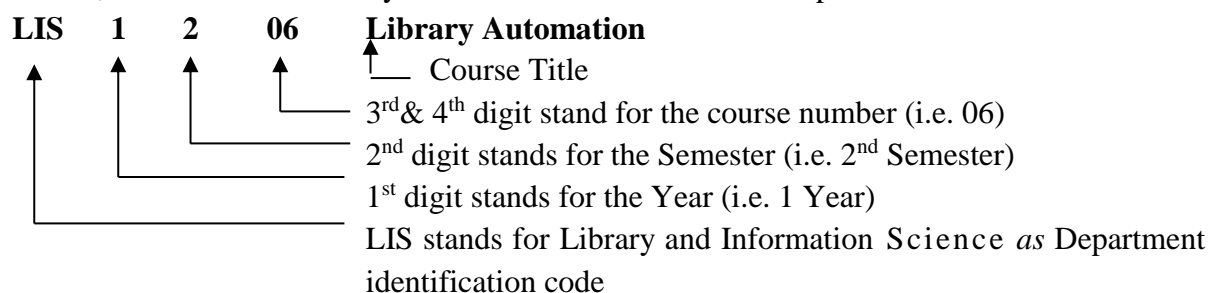 LIS 1 2 06 Library Automation
Course Title
3rd& 4th digit stand for the course number (i.e. 06)
2nd digit stands for the Semester (i.e. 2nd Semester)
1st digit stands for the Year (i.e. 1 Year)
LIS stands for Library and Information Science as Department
identification code